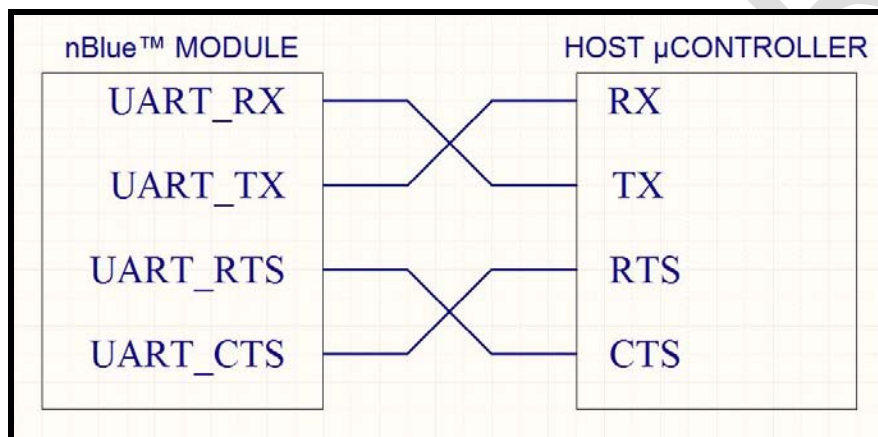 nBlue™ MODULE
HOST µCONTROLLER
UART_RX
RX
UART_TX
TX
UART_RTS
RTS
UART_CTS
CTS